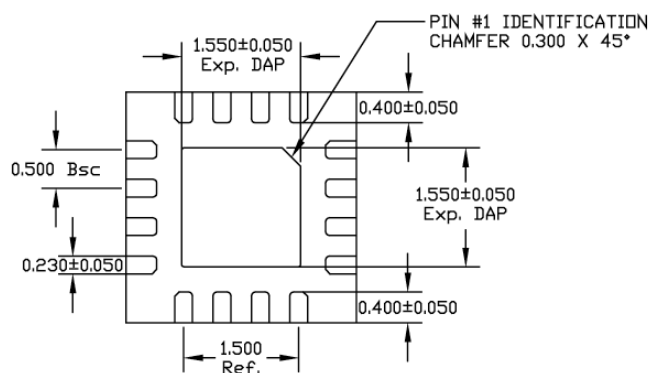 PIN #1 IDENTIFICATION
CHAMFER 0.300 X 45°
1.550±0.050
Exp. DAP
0.400±0.050
0.500 Bsc
1.550±0.050
Exp. DAP
0.230±0.050
0.400±0.050
1.500
Ref.